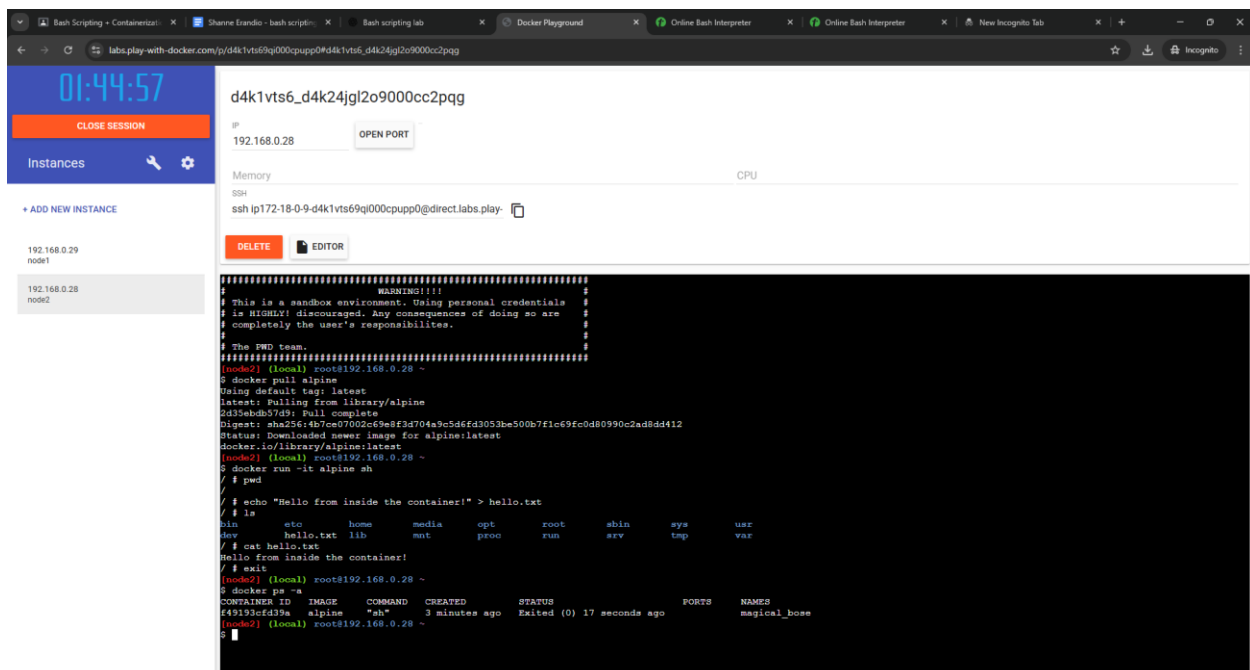 Bash Scripting + Containerizati
Shanne Erandio - bash scripting
Bash scripting lab
Docker Playground
Online Bash Interpreter
Online Bash Interpreter
New Incognito Tab
labs.play-with-docker.com/p/d4k1vts69qi000cpupp0#d4k1vts6_d4k24jgl2o9000cc2pqg
Incognito
01:44:57
CLOSE SESSION
Instances
+ ADD NEW INSTANCE
192.168.0.29
node1
192.168.0.28
node2
d4k1vts6_d4k24jgl2o9000cc2pqg
IP
192.168.0.28
OPEN PORT
Memory
CPU
SSH
ssh ip172-18-0-9-d4k1vts69qi000cpupp0@direct.labs.play-
DELETE
EDITOR
###############################################################
# WARNING!!!! #
# This is a sandbox environment. Using personal credentials #
# is HIGHLY! discouraged. Any consequences of doing so are #
# completely the user's responsibilites. #
# #
# The PWD team. #
###############################################################
[node2] (local) root@192.168.0.28 ~
$ docker pull alpine
Using default tag: latest
latest: Pulling from library/alpine
2d35ebdb57d9: Pull complete
Digest: sha256:4b7ce07002c69e8f3d704a9c5d6fd3053be500b7f1c69fc0d80990c2ad8dd412
Status: Downloaded newer image for alpine:latest
docker.io/library/alpine:latest
[node2] (local) root@192.168.0.28 ~
$ docker run -it alpine sh
/ # pwd
/
/ # echo "Hello from inside the container!" > hello.txt
/ # ls
bin etc home media opt root sbin sys usr
dev hello.txt lib mnt proc run srv tmp var
/ # cat hello.txt
Hello from inside the container!
/ # exit
[node2] (local) root@192.168.0.28 ~
$ docker ps -a
CONTAINER ID IMAGE COMMAND CREATED STATUS PORTS NAMES
f49193cfd39a alpine "sh" 3 minutes ago Exited (0) 17 seconds ago magical_bose
[node2] (local) root@192.168.0.28 ~
$